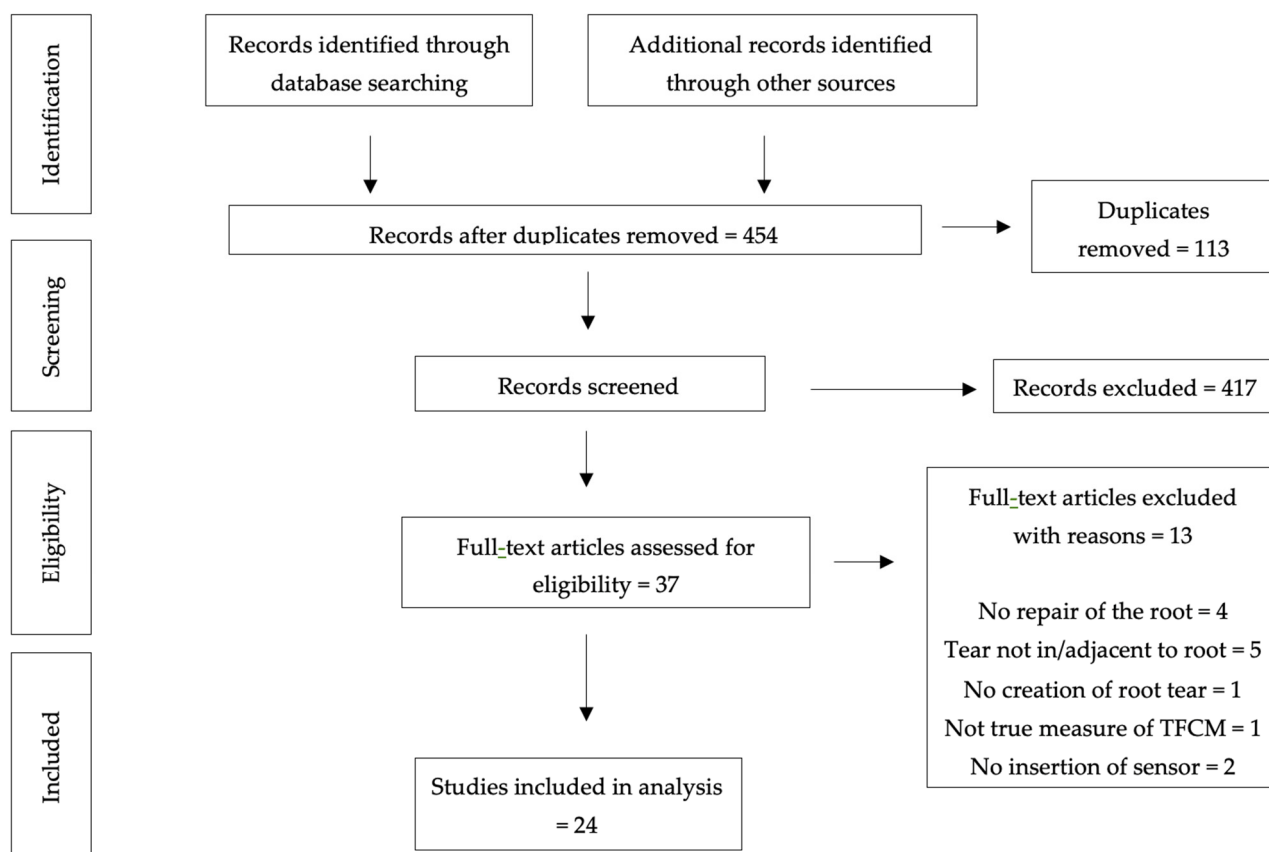 Identification
Records identified through
database searching
Additional records identified
through other sources
Records after duplicates removed = 454
Duplicates
removed = 113
Screening
Records screened
Records excluded = 417
Eligibility
Full-text articles assessed for
eligibility = 37
Full-text articles excluded
with reasons = 13
No repair of the root = 4
Tear not in/adjacent to root = 5
No creation of root tear = 1
Not true measure of TFCM = 1
No insertion of sensor = 2
Included
Studies included in analysis
= 24